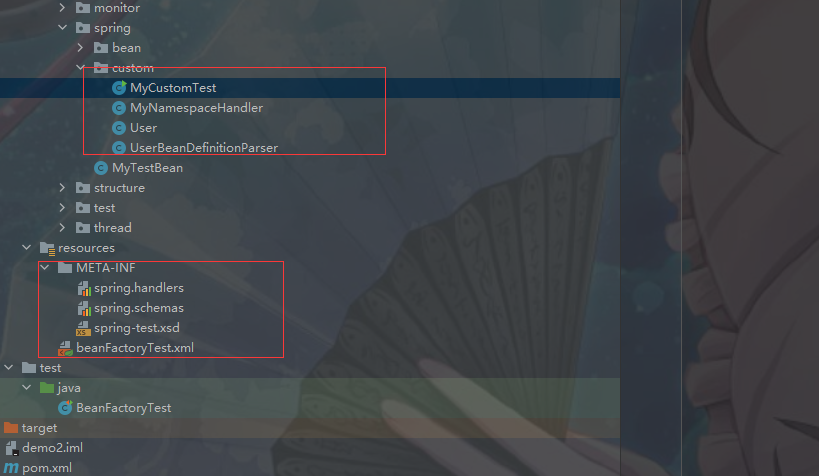 monitor
spring
bean
custom
MyCustomTest
MyNamespaceHandler
User
UserBeanDefinitionParser
MyTestBean
structure
test
thread
resources
META-INF
spring.handlers
spring.schemas
spring-test.xsd
beanFactoryTest.xml
test
java
BeanFactoryTest
target
demo2.iml
pom.xml